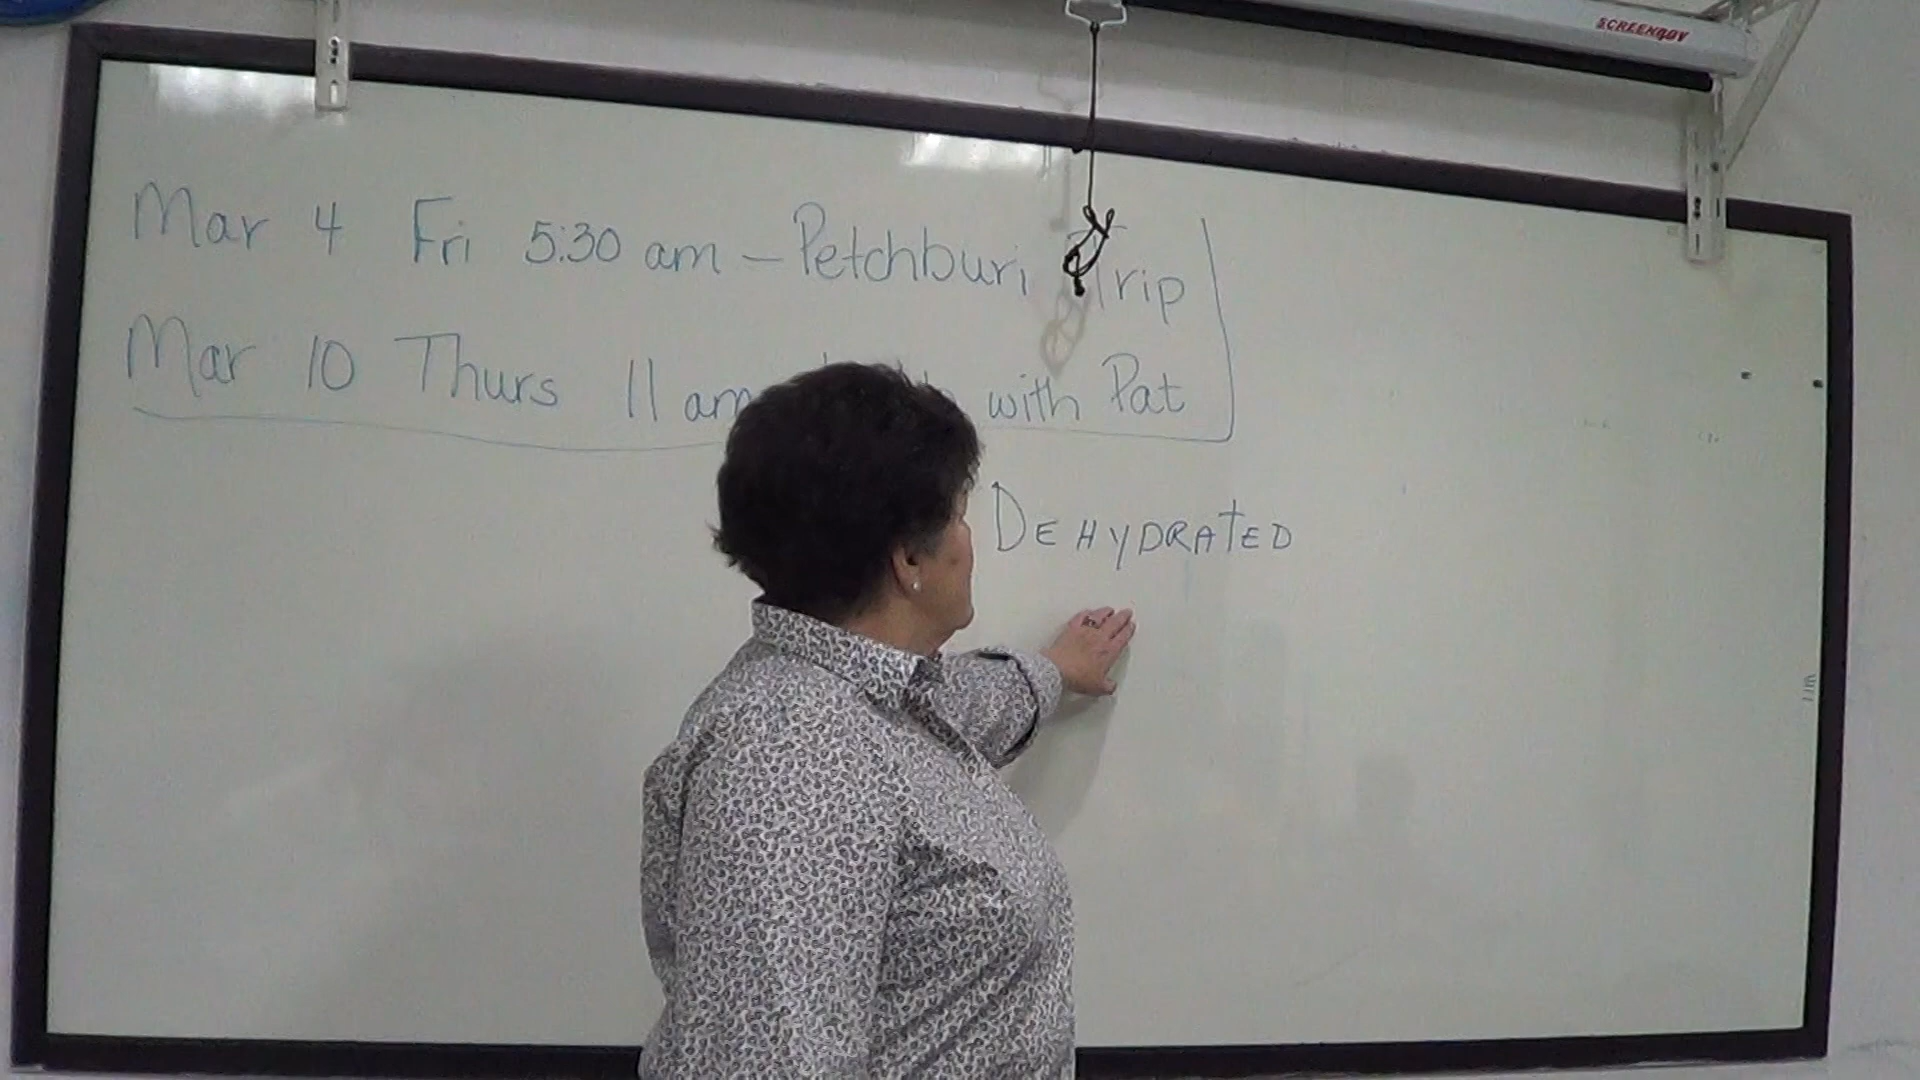 SCREENBOY
Mar 4 Fri 5:30 am – Petchburi Trip
Mar 10 Thurs 11 am with Pat
DEHYDRATED